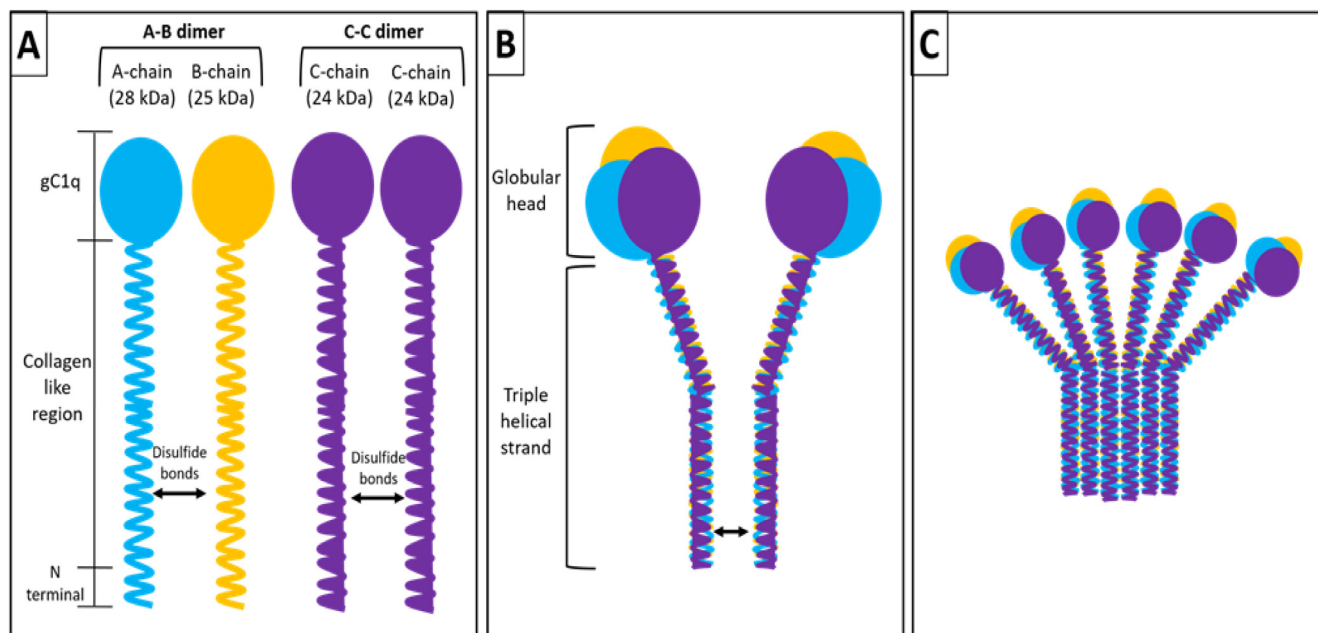 A
A-B dimer
C-C dimer
A-chain
(28 kDa)
B-chain
(25 kDa)
C-chain
(24 kDa)
C-chain
(24 kDa)
gC1q
Collagen
like
region
Disulfide
bonds
Disulfide
bonds
N
terminal
B
Globular
head
Triple
helical
strand
C